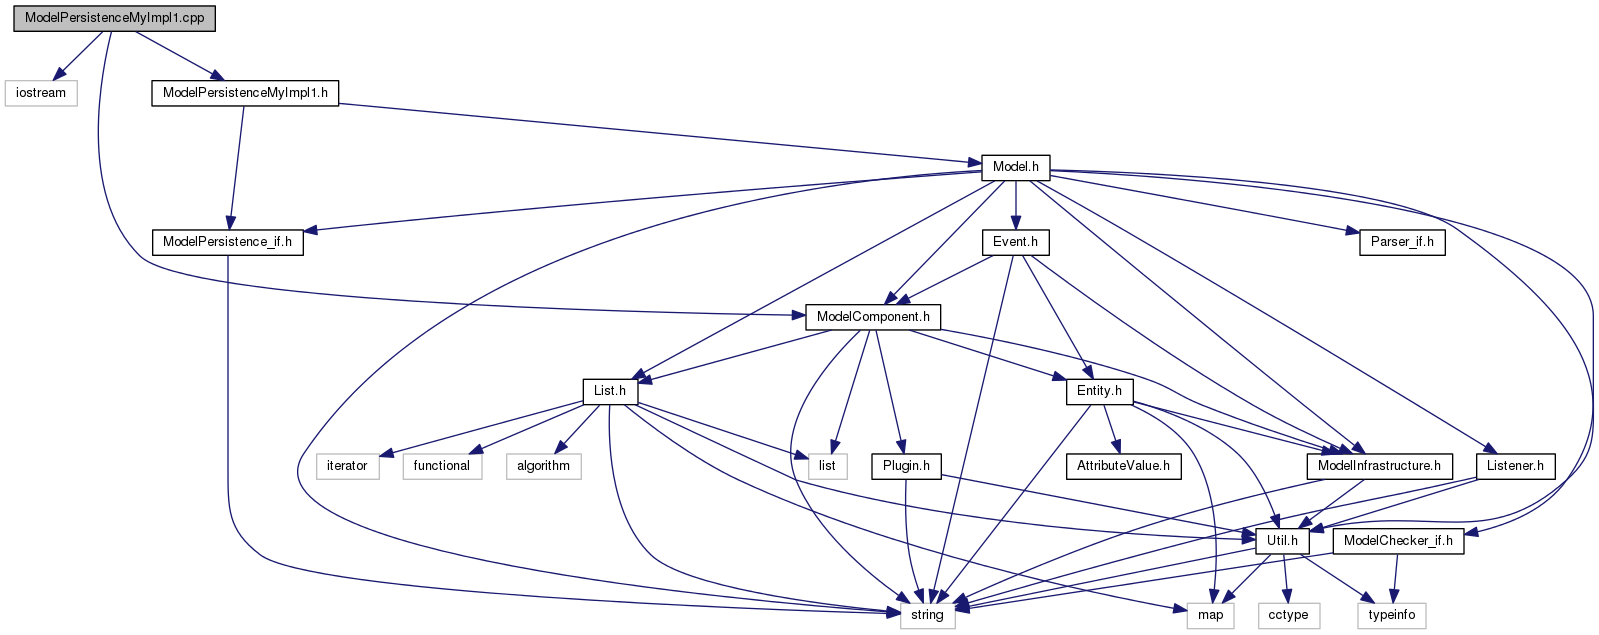 ModelPersistenceMyImpl1.cpp
iostream
ModelPersistenceMyImpl1.h
Model.h
ModelPersistence_if.h
Event.h
Parser_if.h
ModelComponent.h
List.h
Entity.h
iterator
functional
algorithm
list
Plugin.h
AttributeValue.h
ModelInfrastructure.h
Listener.h
Util.h
ModelChecker_if.h
string
map
cctype
typeinfo